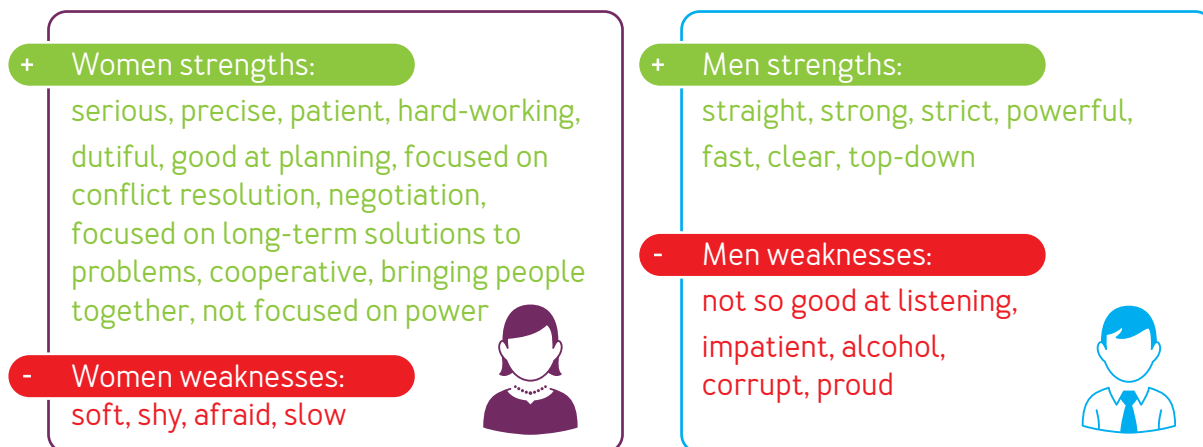 + Women strengths:
serious, precise, patient, hard-working,
dutiful, good at planning, focused on
conflict resolution, negotiation,
focused on long-term solutions to
problems, cooperative, bringing people
together, not focused on power
- Women weaknesses:
soft, shy, afraid, slow
+ Men strengths:
straight, strong, strict, powerful,
fast, clear, top-down
- Men weaknesses:
not so good at listening,
impatient, alcohol,
corrupt, proud